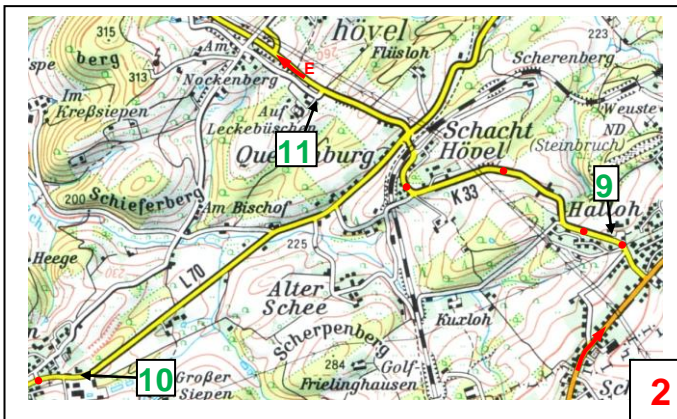 315
hövel
223
Am
berg
313
Flüsloh
Scherenberg
E
Nockenberg
Im
Kreßsiepen
Auf
Leckebüschen
Weuste
ND
(Steinbruch)
11
Schacht
Hövel
9
200
Schieferberg
Am Bischof
K 33
Halloh
225
Heege
230
L 70
Alter
Schee
Scherpenberg
Kuxloh
10
Großer
Siepen
284
Golf-
Frielinghausen
Sch
2